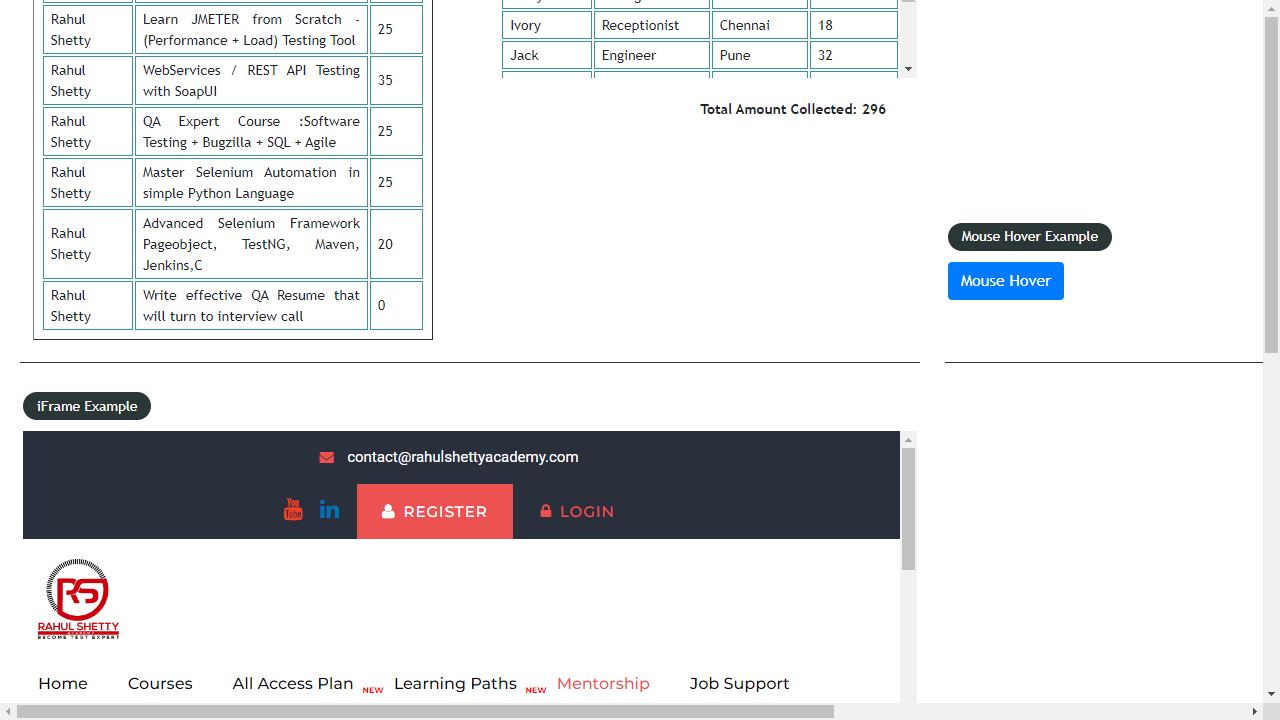 Rahul Shetty
Learn JMETER from Scratch -
(Performance + Load) Testing Tool
25
Rahul Shetty
WebServices / REST API Testing
with SoapUI
35
Rahul Shetty
QA Expert Course :Software
Testing + Bugzilla + SQL + Agile
25
Rahul Shetty
Master Selenium Automation in
simple Python Language
25
Rahul Shetty
Advanced Selenium Framework
Pageobject, TestNG, Maven,
Jenkins,C
20
Rahul Shetty
Write effective QA Resume that
will turn to interview call
0
Ivory Receptionist Chennai 18
Jack Engineer Pune 32
Total Amount Collected: 296
Mouse Hover Example
Mouse Hover
iFrame Example
contact@rahulshettyacademy.com
You Tube in REGISTER LOGIN
RS
RAHUL SHETTY
ACADEMY
BECOME TEST EXPERT
Home Courses All Access Plan NEW Learning Paths NEW Mentorship Job Support